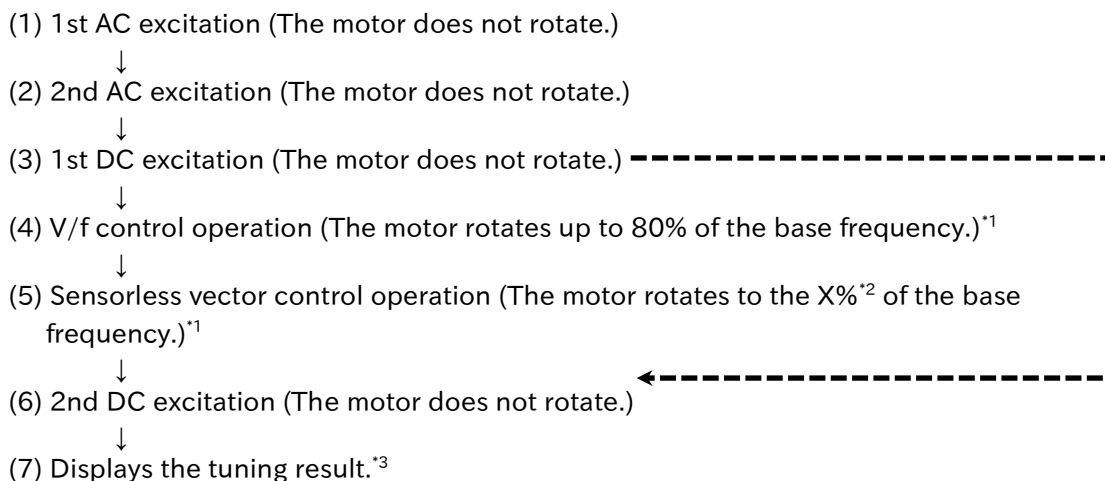 (1) 1st AC excitation (The motor does not rotate.)
↓
(2) 2nd AC excitation (The motor does not rotate.)
↓
(3) 1st DC excitation (The motor does not rotate.)
↓
(4) V/f control operation (The motor rotates up to 80% of the base frequency.)*1
↓
(5) Sensorless vector control operation (The motor rotates to the X%*2 of the base
frequency.)*1
↓
(6) 2nd DC excitation (The motor does not rotate.)
↓
(7) Displays the tuning result.*3